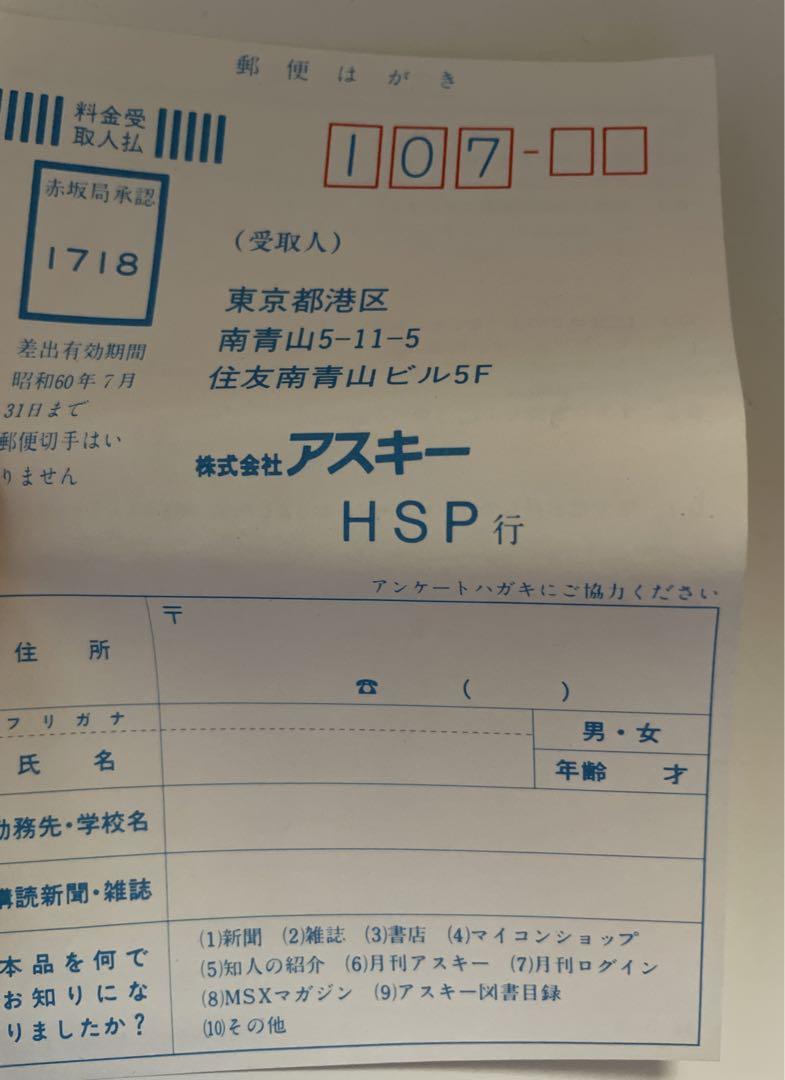 郵便はがき
料金受
取人払
107-
赤坂局承認
1718
差出有効期間
昭和60年7月
31日まで
郵便切手はい
りません
(受取人)
東京都港区
南青山5-11-5
住友南青山ビル5F
株式会社アスキー
HSP行
アンケートハガキにご協力ください
住所
〒
☎ ( )
フリガナ
氏名
男・女
年齢 才
勤務先・学校名
購読新聞・雑誌
本品を何で
お知りにな
りましたか?
(1)新聞 (2)雑誌 (3)書店 (4)マイコンショップ
(5)知人の紹介 (6)月刊アスキー (7)月刊ログイン
(8)MSXマガジン (9)アスキー図書目録
(10)その他